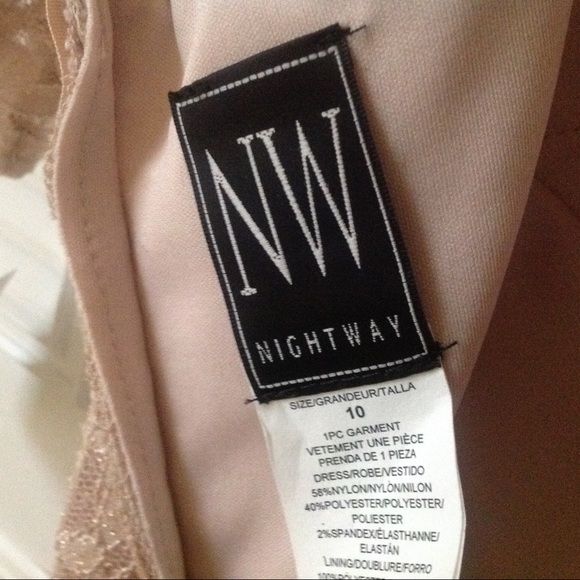 NW
NIGHTWAY
SIZE/GRANDEUR/TALLA
10
1PC GARMENT
VETEMENT UNE PIÈCE
PRENDA DE 1 PIEZA
DRESS/ROBE/VESTIDO
58%NYLON/NYLÒN/NILON
40%POLYESTER/POLYESTER/
POLIESTER
2%SPANDEX/ÉLASTHANNE/
ELASTÁN
LINING/DOUBLURE/FORRO